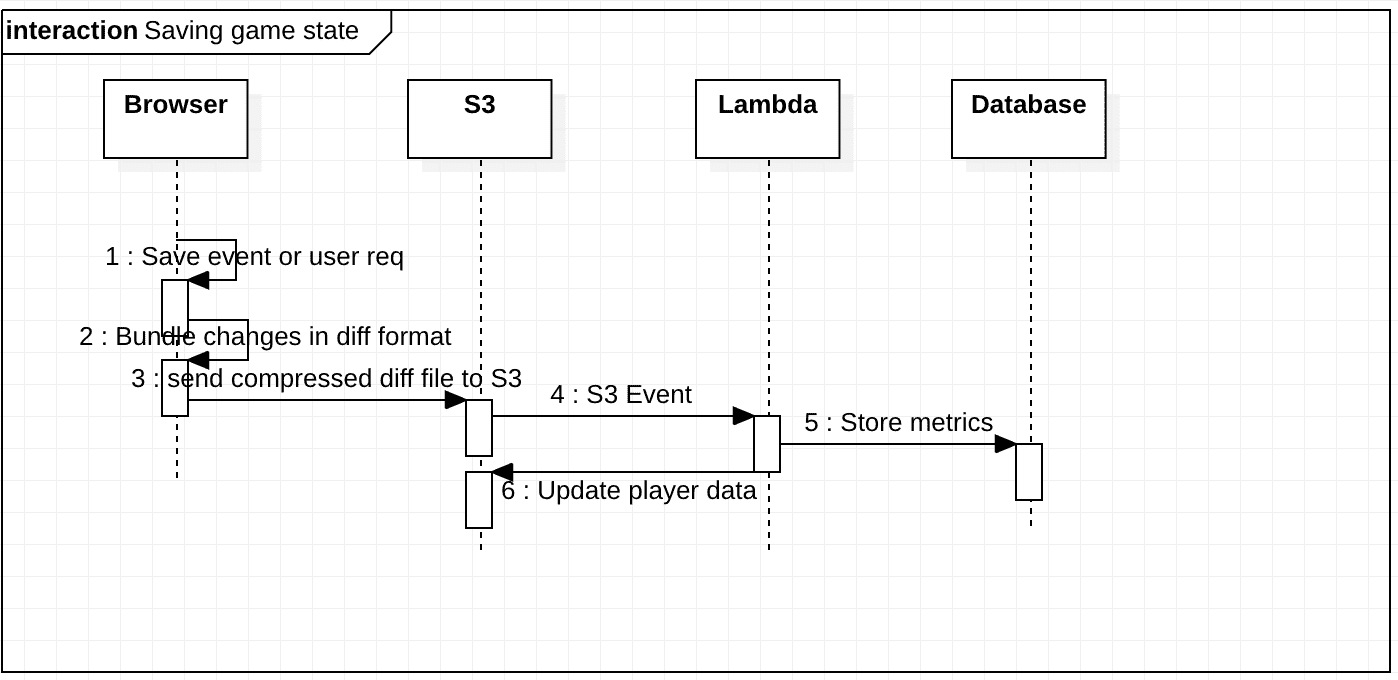 interaction Saving game state
Browser
S3
Lambda
Database
1 : Save event or user req
2 : Bundle changes in diff format
3 : send compressed diff file to S3
4 : S3 Event
5 : Store metrics
6 : Update player data